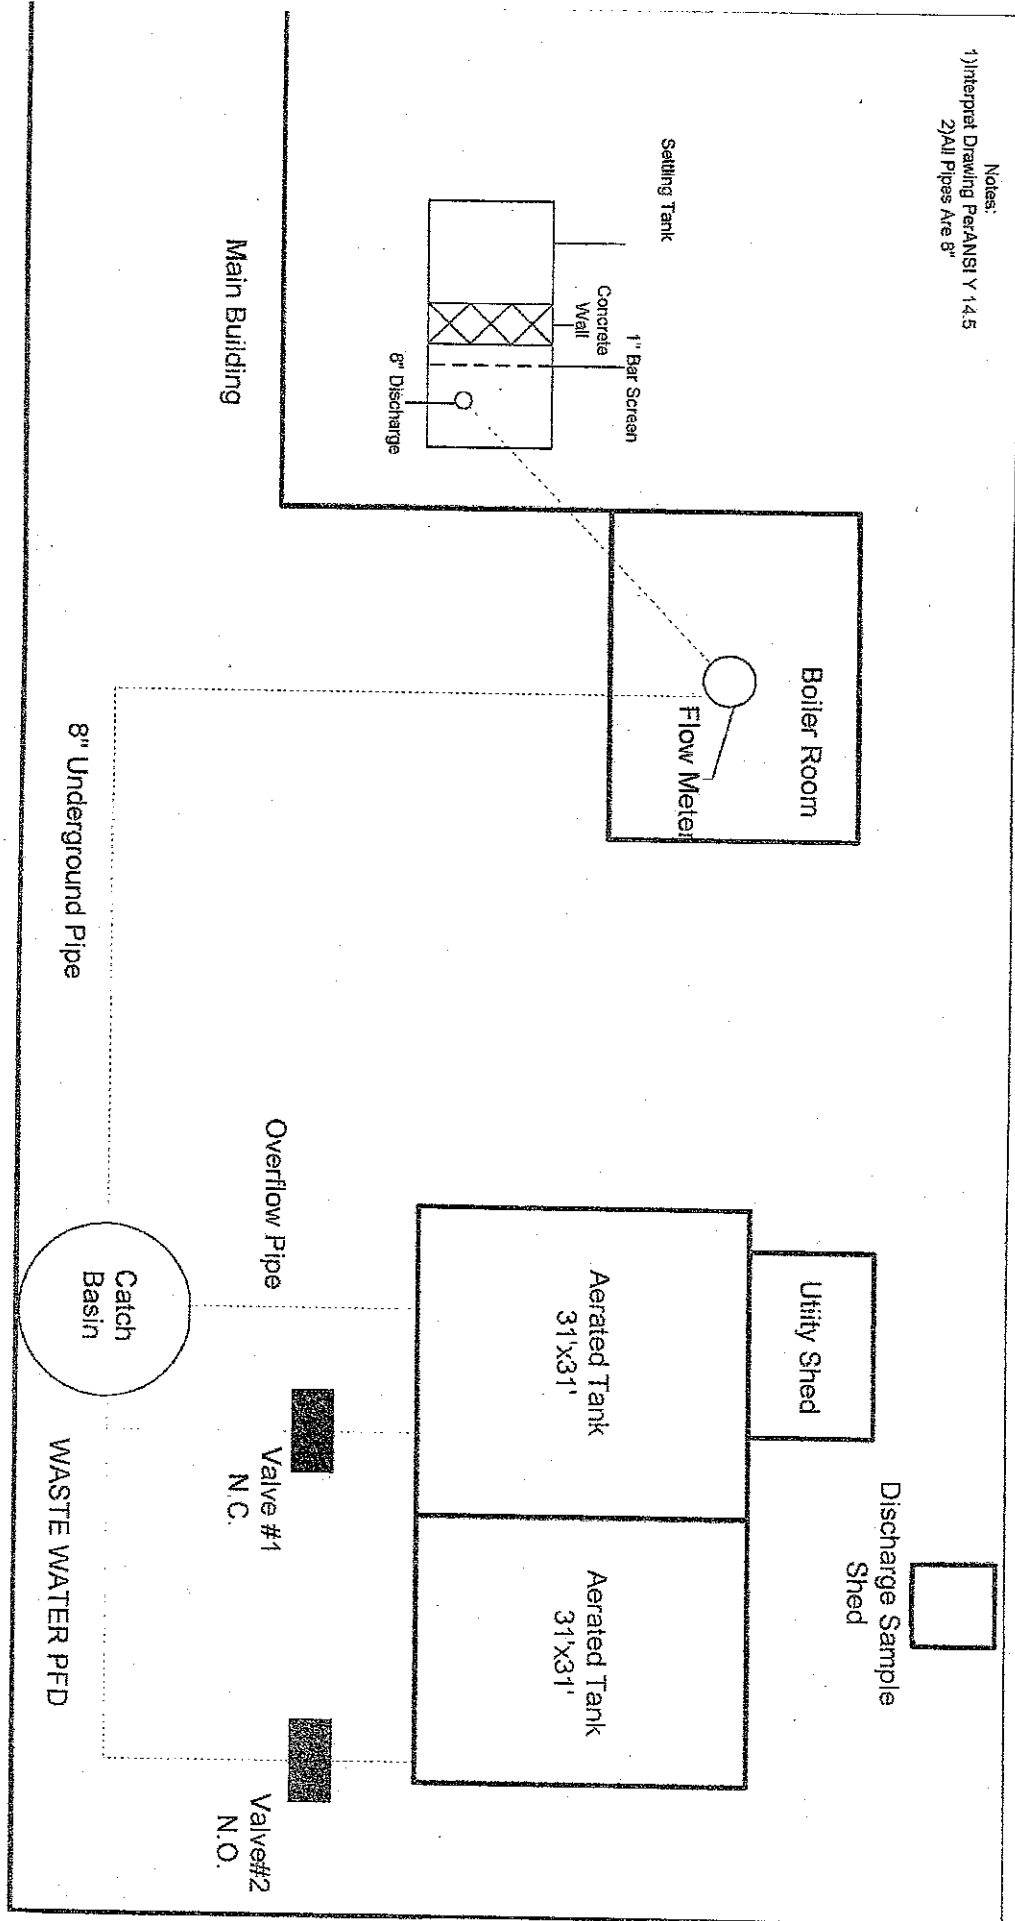 Notes:
1)Interpret Drawing PerANSI Y 14.5
2)All Pipes Are 8"
Settling Tank
Concrete
Wall
1" Bar Screen
8" Discharge
Main Building
Boiler Room
Flow Meter
8" Underground Pipe
Overflow Pipe
Catch
Basin
Aerated Tank
31'x31'
Utility Shed
Discharge Sample
Shed
Aerated Tank
31'x31'
Valve #1
N.C.
Valve#2
N.O.
WASTE WATER PFD